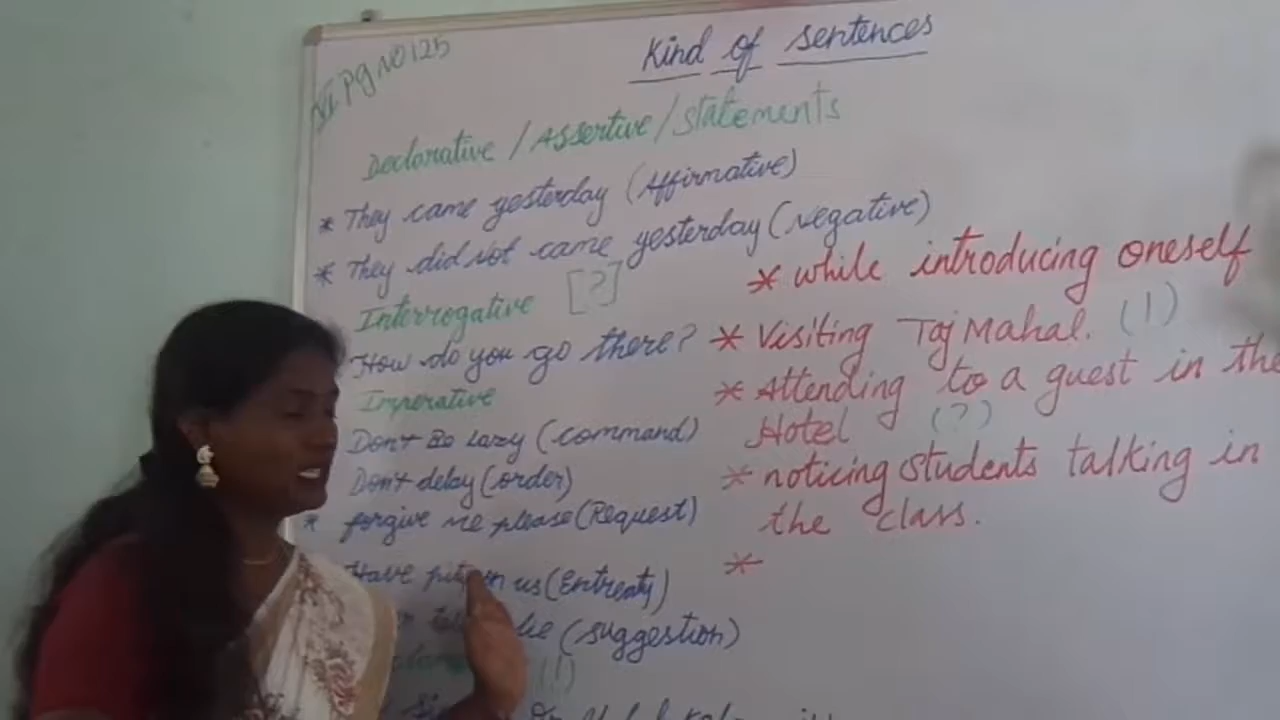 VI Pg NO 125
Kind of sentences
Declarative / Assertive / Statements
* They came yesterday (Affirmative)
* They did not came yesterday (Negative)
Interrogative [?]
How do you go there?
Imperative
Don't Be Lazy (command)
Don't delay (order)
* forgive me please (Request)
Have on us (Entreaty)
(suggestion)
(!)
* while introducing oneself
* Visiting Taj Mahal. (!)
* Attending to a guest in the
Hotel (?)
* noticing students talking in
the class.
*